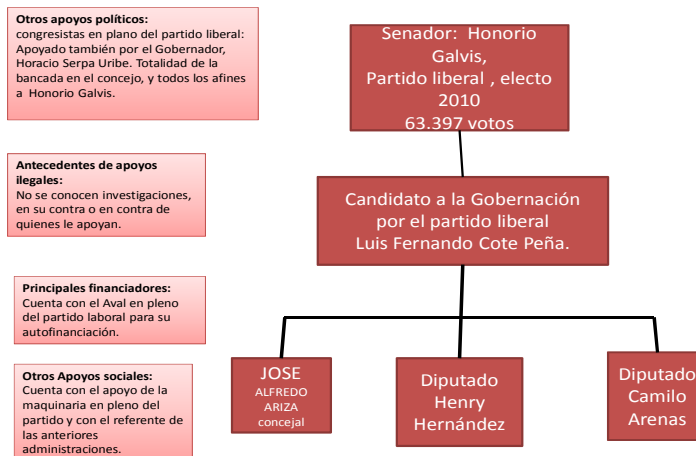 Otros apoyos políticos:
congresistas en plano del partido liberal:
Apoyado también por el Gobernador,
Horacio Serpa Uribe. Totalidad de la
bancada en el concejo, y todos los afines
a Honorio Galvis.
Senador: Honorio
Galvis,
Partido liberal , electo
2010
63.397 votos
Antecedentes de apoyos
ilegales:
No se conocen investigaciones,
en su contra o en contra de
quienes le apoyan.
Candidato a la Gobernación
por el partido liberal
Luis Fernando Cote Peña.
Principales financiadores:
Cuenta con el Aval en pleno
del partido laboral para su
autofinanciación.
Otros Apoyos sociales:
Cuenta con el apoyo de la
maquinaria en pleno del
partido y con el referente de
las anteriores
administraciones.
JOSE
ALFREDO
ARIZA
concejal
Diputado
Henry
Hernández
Diputado
Camilo
Arenas